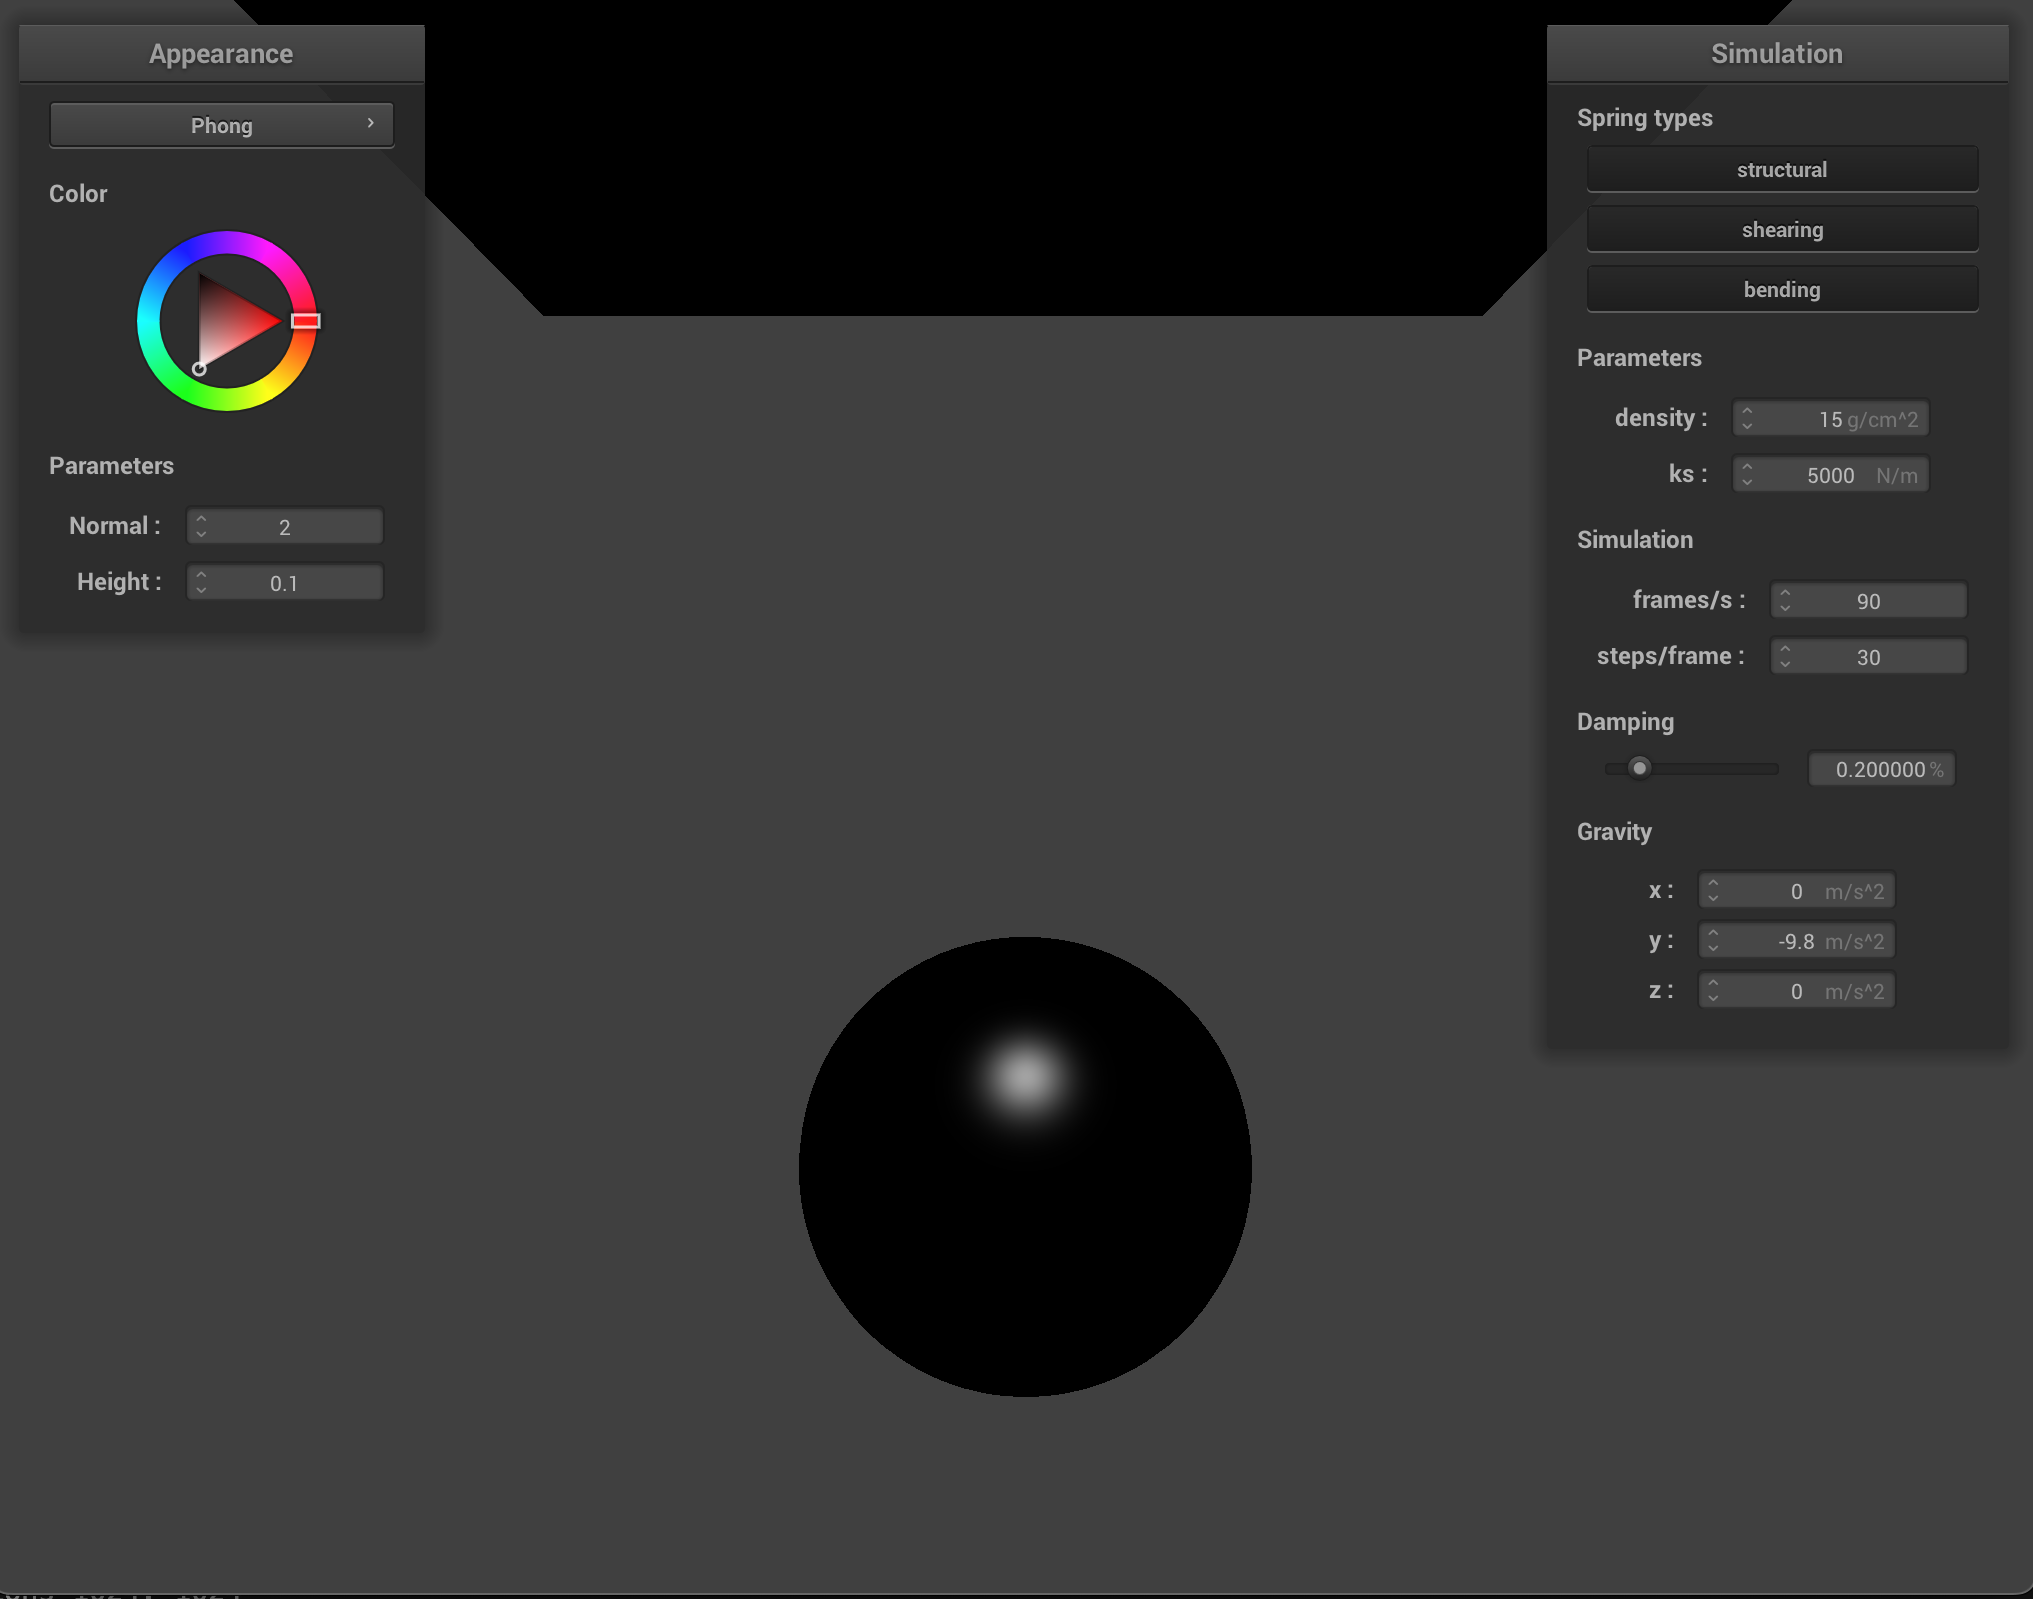 Appearance
Phong
Color
Parameters
Normal : 2
Height : 0.1
Simulation
Spring types
structural
shearing
bending
Parameters
density : 15 g/cm^2
ks : 5000 N/m
Simulation
frames/s : 90
steps/frame : 30
Damping
0.200000 %
Gravity
x : 0 m/s^2
y : -9.8 m/s^2
z : 0 m/s^2